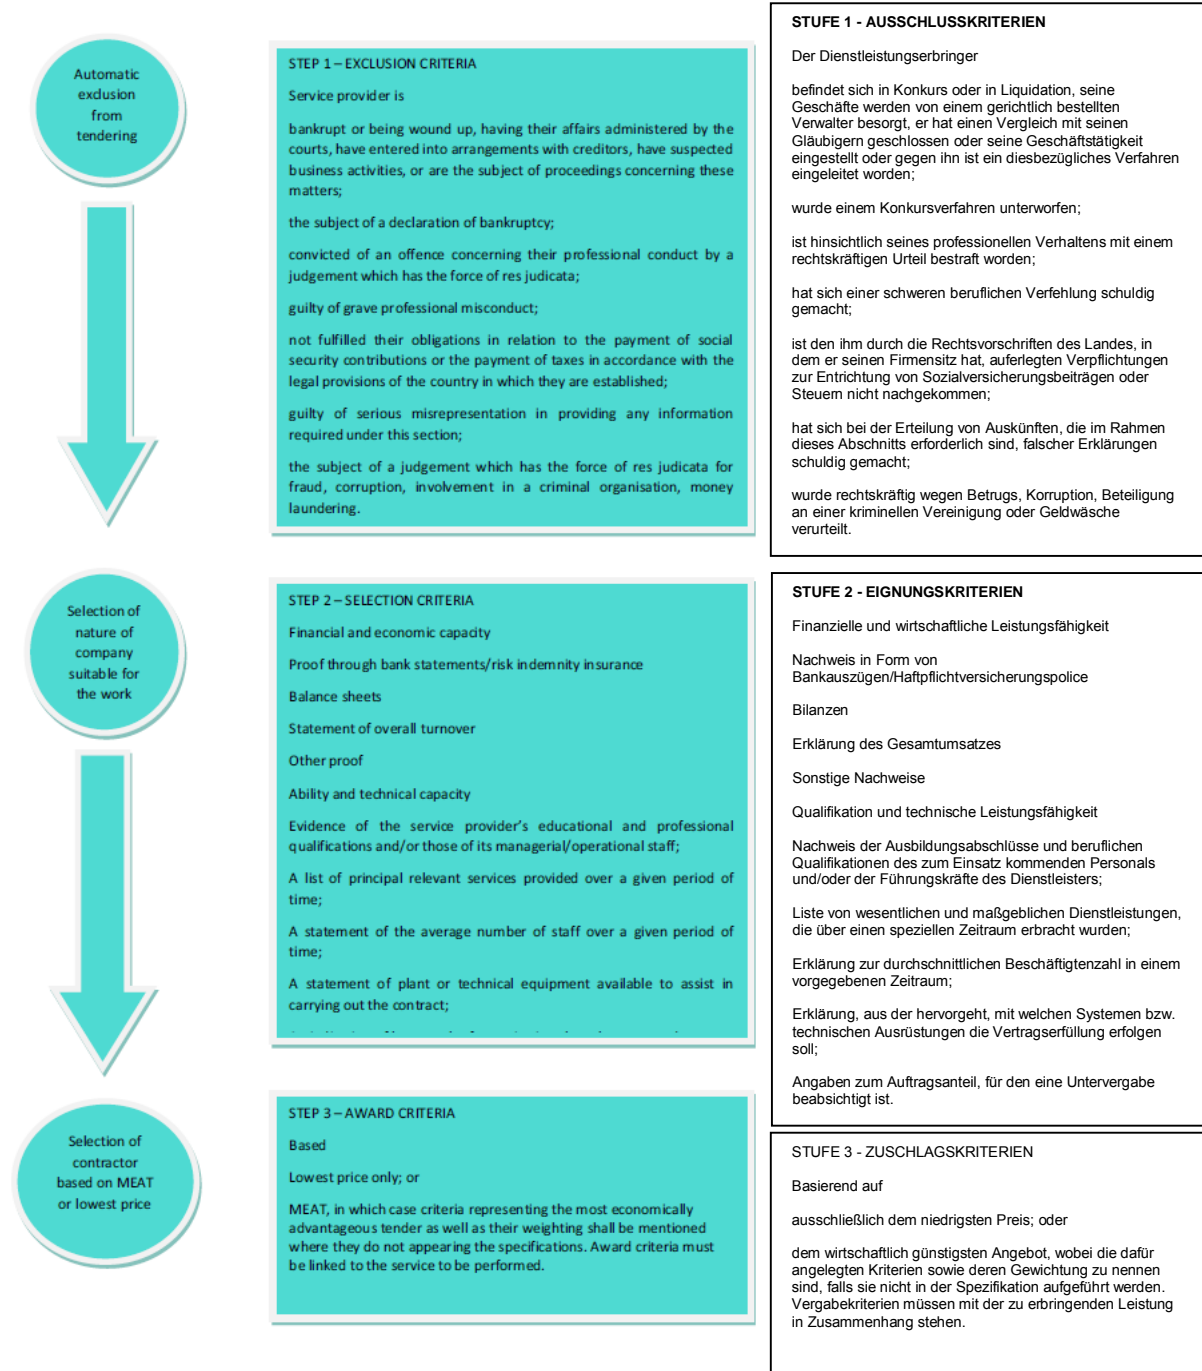 Automatic
exclusion
from
tendering
STEP 1 – EXCLUSION CRITERIA
Service provider is
bankrupt or being wound up, having their affairs administered by the
courts, have entered into arrangements with creditors, have suspected
business activities, or are the subject of proceedings concerning these
matters;
the subject of a declaration of bankruptcy;
convicted of an offence concerning their professional conduct by a
judgement which has the force of res judicata;
guilty of grave professional misconduct;
not fulfilled their obligations in relation to the payment of social
security contributions or the payment of taxes in accordance with the
legal provisions of the country in which they are established;
guilty of serious misrepresentation in providing any information
required under this section;
the subject of a judgement which has the force of res judicata for
fraud, corruption, involvement in a criminal organisation, money
laundering.
STUFE 1 - AUSSCHLUSSKRITERIEN
Der Dienstleistungserbringer
befindet sich in Konkurs oder in Liquidation, seine
Geschäfte werden von einem gerichtlich bestellten
Verwalter besorgt, er hat einen Vergleich mit seinen
Gläubigern geschlossen oder seine Geschäftstätigkeit
eingestellt oder gegen ihn ist ein diesbezügliches Verfahren
eingeleitet worden;
wurde einem Konkursverfahren unterworfen;
ist hinsichtlich seines professionellen Verhaltens mit einem
rechtskräftigen Urteil bestraft worden;
hat sich einer schweren beruflichen Verfehlung schuldig
gemacht;
ist den ihm durch die Rechtsvorschriften des Landes, in
dem er seinen Firmensitz hat, auferlegten Verpflichtungen
zur Entrichtung von Sozialversicherungsbeiträgen oder
Steuern nicht nachgekommen;
hat sich bei der Erteilung von Auskünften, die im Rahmen
dieses Abschnitts erforderlich sind, falscher Erklärungen
schuldig gemacht;
wurde rechtskräftig wegen Betrugs, Korruption, Beteiligung
an einer kriminellen Vereinigung oder Geldwäsche
verurteilt.
Selection of
nature of
company
suitable for
the work
STEP 2 – SELECTION CRITERIA
Financial and economic capacity
Proof through bank statements/risk indemnity insurance
Balance sheets
Statement of overall turnover
Other proof
Ability and technical capacity
Evidence of the service provider's educational and professional
qualifications and/or those of its managerial/operational staff;
A list of principal relevant services provided over a given period of
time;
A statement of the average number of staff over a given period of
time;
A statement of plant or technical equipment available to assist in
carrying out the contract;
STUFE 2 - EIGNUNGSKRITERIEN
Finanzielle und wirtschaftliche Leistungsfähigkeit
Nachweis in Form von
Bankauszügen/Haftpflichtversicherungspolice
Bilanzen
Erklärung des Gesamtumsatzes
Sonstige Nachweise
Qualifikation und technische Leistungsfähigkeit
Nachweis der Ausbildungsabschlüsse und beruflichen
Qualifikationen des zum Einsatz kommenden Personals
und/oder der Führungskräfte des Dienstleisters;
Liste von wesentlichen und maßgeblichen Dienstleistungen,
die über einen speziellen Zeitraum erbracht wurden;
Erklärung zur durchschnittlichen Beschäftigtenzahl in einem
vorgegebenen Zeitraum;
Erklärung, aus der hervorgeht, mit welchen Systemen bzw.
technischen Ausrüstungen die Vertragserfüllung erfolgen
soll;
Angaben zum Auftragsanteil, für den eine Untervergabe
beabsichtigt ist.
Selection of
contractor
based on MEAT
or lowest price
STEP 3 – AWARD CRITERIA
Based
Lowest price only; or
MEAT, in which case criteria representing the most economically
advantageous tender as well as their weighting shall be mentioned
where they do not appearing the specifications. Award criteria must
be linked to the service to be performed.
STUFE 3 - ZUSCHLAGSKRITERIEN
Basierend auf
ausschließlich dem niedrigsten Preis; oder
dem wirtschaftlich günstigsten Angebot, wobei die dafür
angelegten Kriterien sowie deren Gewichtung zu nennen
sind, falls sie nicht in der Spezifikation aufgeführt werden.
Vergabekriterien müssen mit der zu erbringenden Leistung
in Zusammenhang stehen.